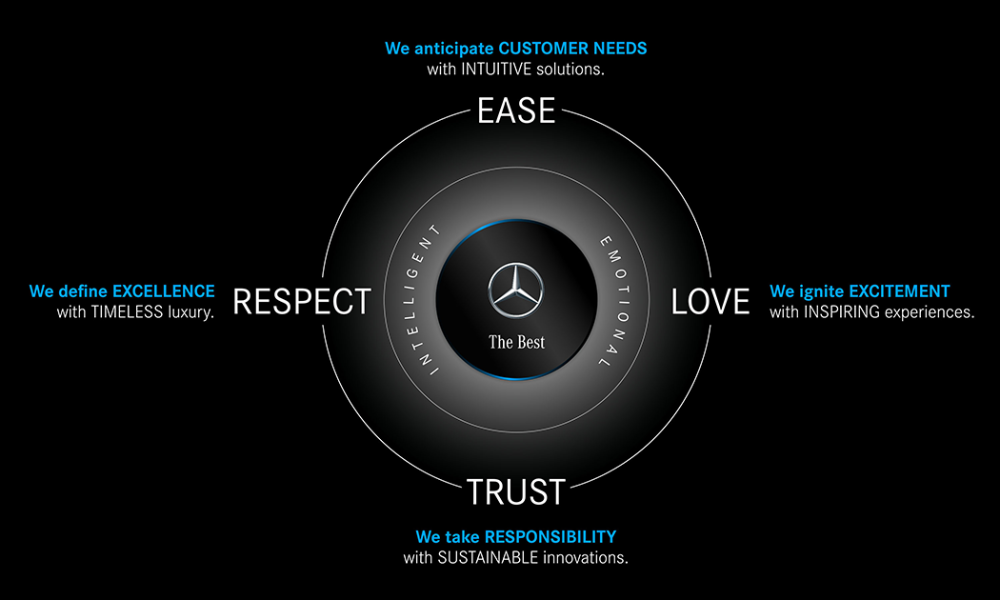 We anticipate CUSTOMER NEEDS
with INTUITIVE solutions.
EASE
INTELLIGENT
EMOTIONAL
We define EXCELLENCE
with TIMELESS luxury.
RESPECT
LOVE
We ignite EXCITEMENT
with INSPIRING experiences.
The Best
TRUST
We take RESPONSIBILITY
with SUSTAINABLE innovations.